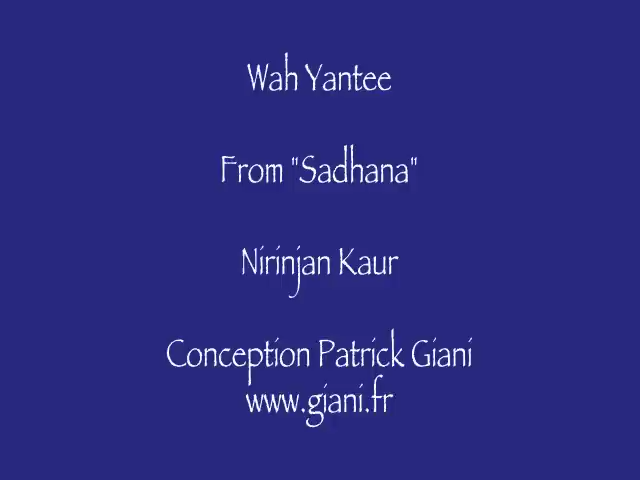 Wah Yantee
From "Sadhana"
Nirinjan Kaur
Conception Patrick Giani
www.giani.fr